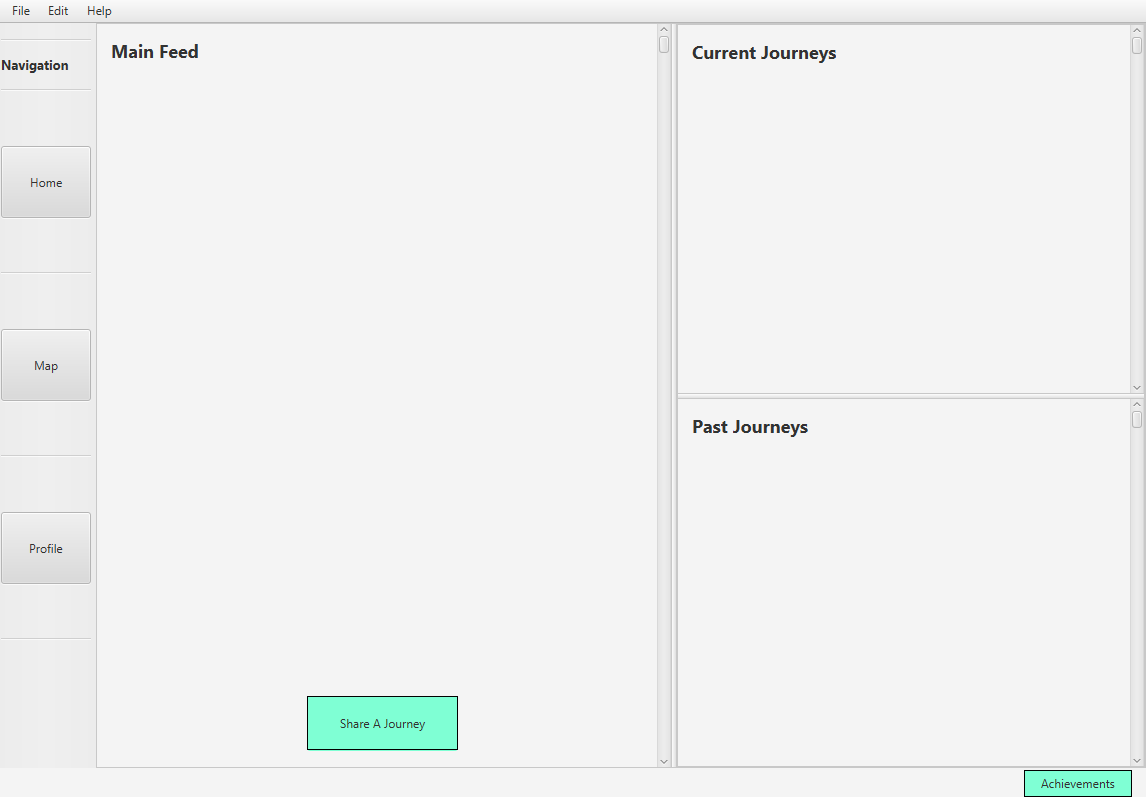 File Edit Help
Navigation
Home
Map
Profile
Main Feed
Share A Journey
Current Journeys
Past Journeys
Achievements